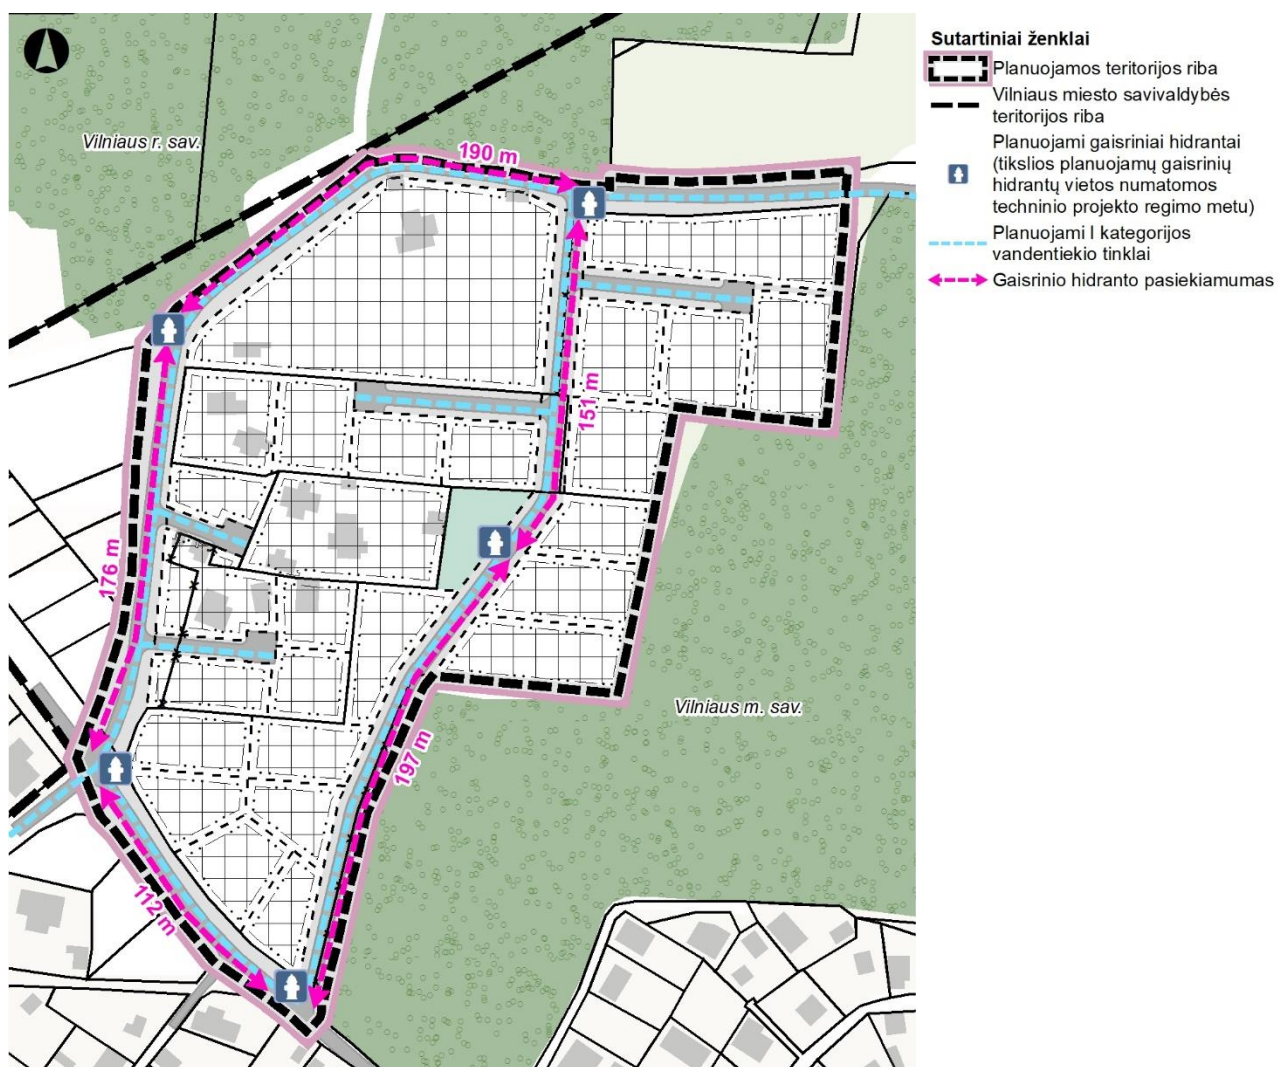 Sutartiniai ženklai
Planuojamos teritorijos riba
Vilniaus miesto savivaldybės
teritorijos riba
Planuojami gaisriniai hidrantai
(tikslios planuojamų gaisrinių
hidrantų vietos numatomos
techninio projekto regimo metu)
Planuojami I kategorijos
vandentiekio tinklai
Gaisrinio hidranto pasiekiamumas
Vilniaus r. sav.
190 m
151 m
176 m
Vilniaus m. sav.
197 m
112 m